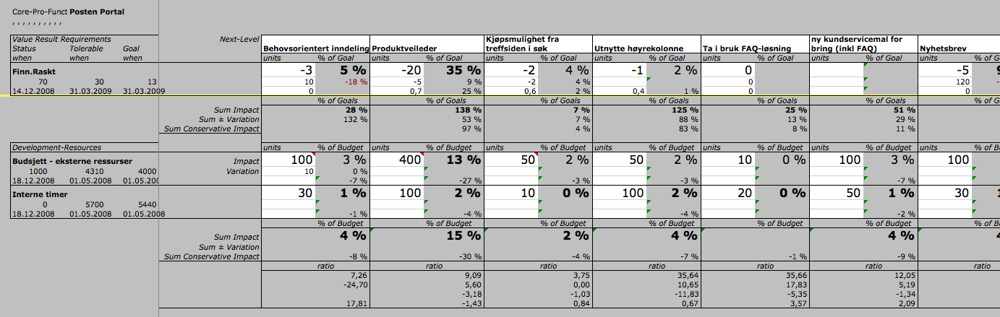 Core-Pro-Funct Posten Portal
, , , , , , , , , ,
Value Result Requirements Next-Level Kjøpsmulighet fra ny kundservicemal for
Status Tolerable Goal Behovsorientert inndeling Produktveileder treffsiden i søk Utnytte høyrekolonne Ta i bruk FAQ-løsning bring (inkl FAQ) Nyhetsbrev
when when when units % of Goal units % of Goal units % of Goal units % of Goal units % of Goal units % of Goal units % of G
Finn.Raskt -3 5 % -20 35 % -2 4 % -1 2 % 0 -5
70 30 13 10 -18 % -5 9 % -2 4 % 0 120
14.12.2008 31.03.2009 31.03.2009 0 0,7 25 % 0,6 2 % 0,4 1 % 0 0
% of Goals % of Goals % of Goals % of Goals % of Goals % of Goals % of G
Sum Impact 28 % 138 % 7 % 125 % 25 % 51 %
Sum ± Variation 132 % 53 % 7 % 88 % 13 % 29 %
Sum Conservative Impact 97 % 4 % 83 % 8 % 11 %
Development-Resources units % of Budget units % of Budget units % of Budget units % of Budget units % of Budget units % of Budget units % of B
Budsjett - eksterne ressurser Impact 100 3 % 400 13 % 50 2 % 50 2 % 10 0 % 100 3 % 100
1000 4310 4000 Variation 10 0 %
18.12.2008 01.05.2008 01.05.200 -7 % -27 % -3 % -3 % -7 %
Interne timer 30 1 % 100 2 % 10 0 % 100 2 % 20 0 % 50 1 % 30
0 5700 5440
18.12.2008 01.05.2008 01.05.2008 -1 % -4 % -4 % -2 %
% of Budget % of Budget % of Budget % of Budget % of Budget % of Budget % of B
Sum Impact 4 % 15 % 2 % 4 % 4 %
Sum ± Variation
Sum Conservative Impact -8 % -30 % -4 % -7 % -1 % -9 %
ratio ratio ratio ratio ratio ratio ratio
7,26 9,09 3,75 35,64 35,66 12,05
-24,70 5,60 0,00 10,65 17,83 5,19
-3,18 -1,03 -11,83 -5,35 -1,34
17,81 -1,43 0,84 0,67 3,57 2,09